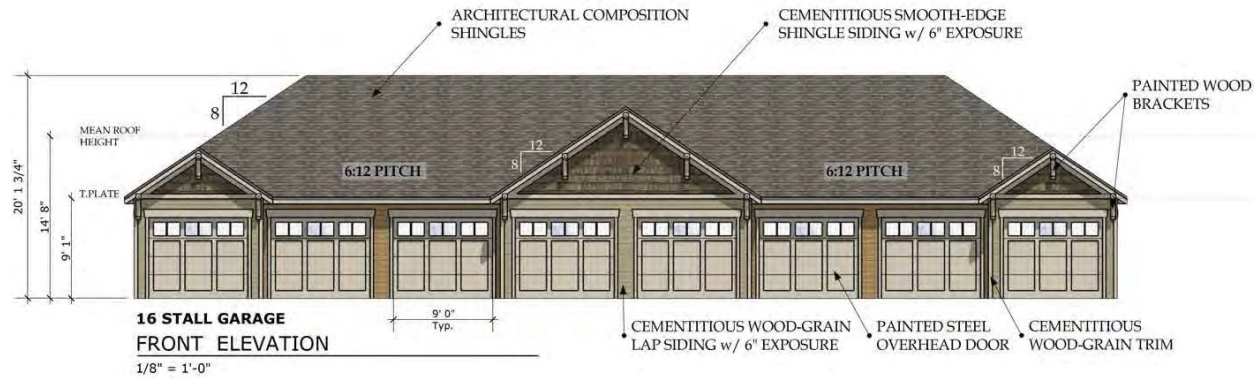 ARCHITECTURAL COMPOSITION
SHINGLES
CEMENTITIOUS SMOOTH-EDGE
SHINGLE SIDING w/ 6" EXPOSURE
PAINTED WOOD
BRACKETS
12
8
MEAN ROOF
HEIGHT
12
8
12
8
6:12 PITCH
6:12 PITCH
T.PLATE
20' 1 3/4"
14' 8"
9' 1"
16 STALL GARAGE
FRONT ELEVATION
1/8" = 1'-0"
9' 0"
Typ.
CEMENTITIOUS WOOD-GRAIN
LAP SIDING w/ 6" EXPOSURE
PAINTED STEEL
OVERHEAD DOOR
CEMENTITIOUS
WOOD-GRAIN TRIM